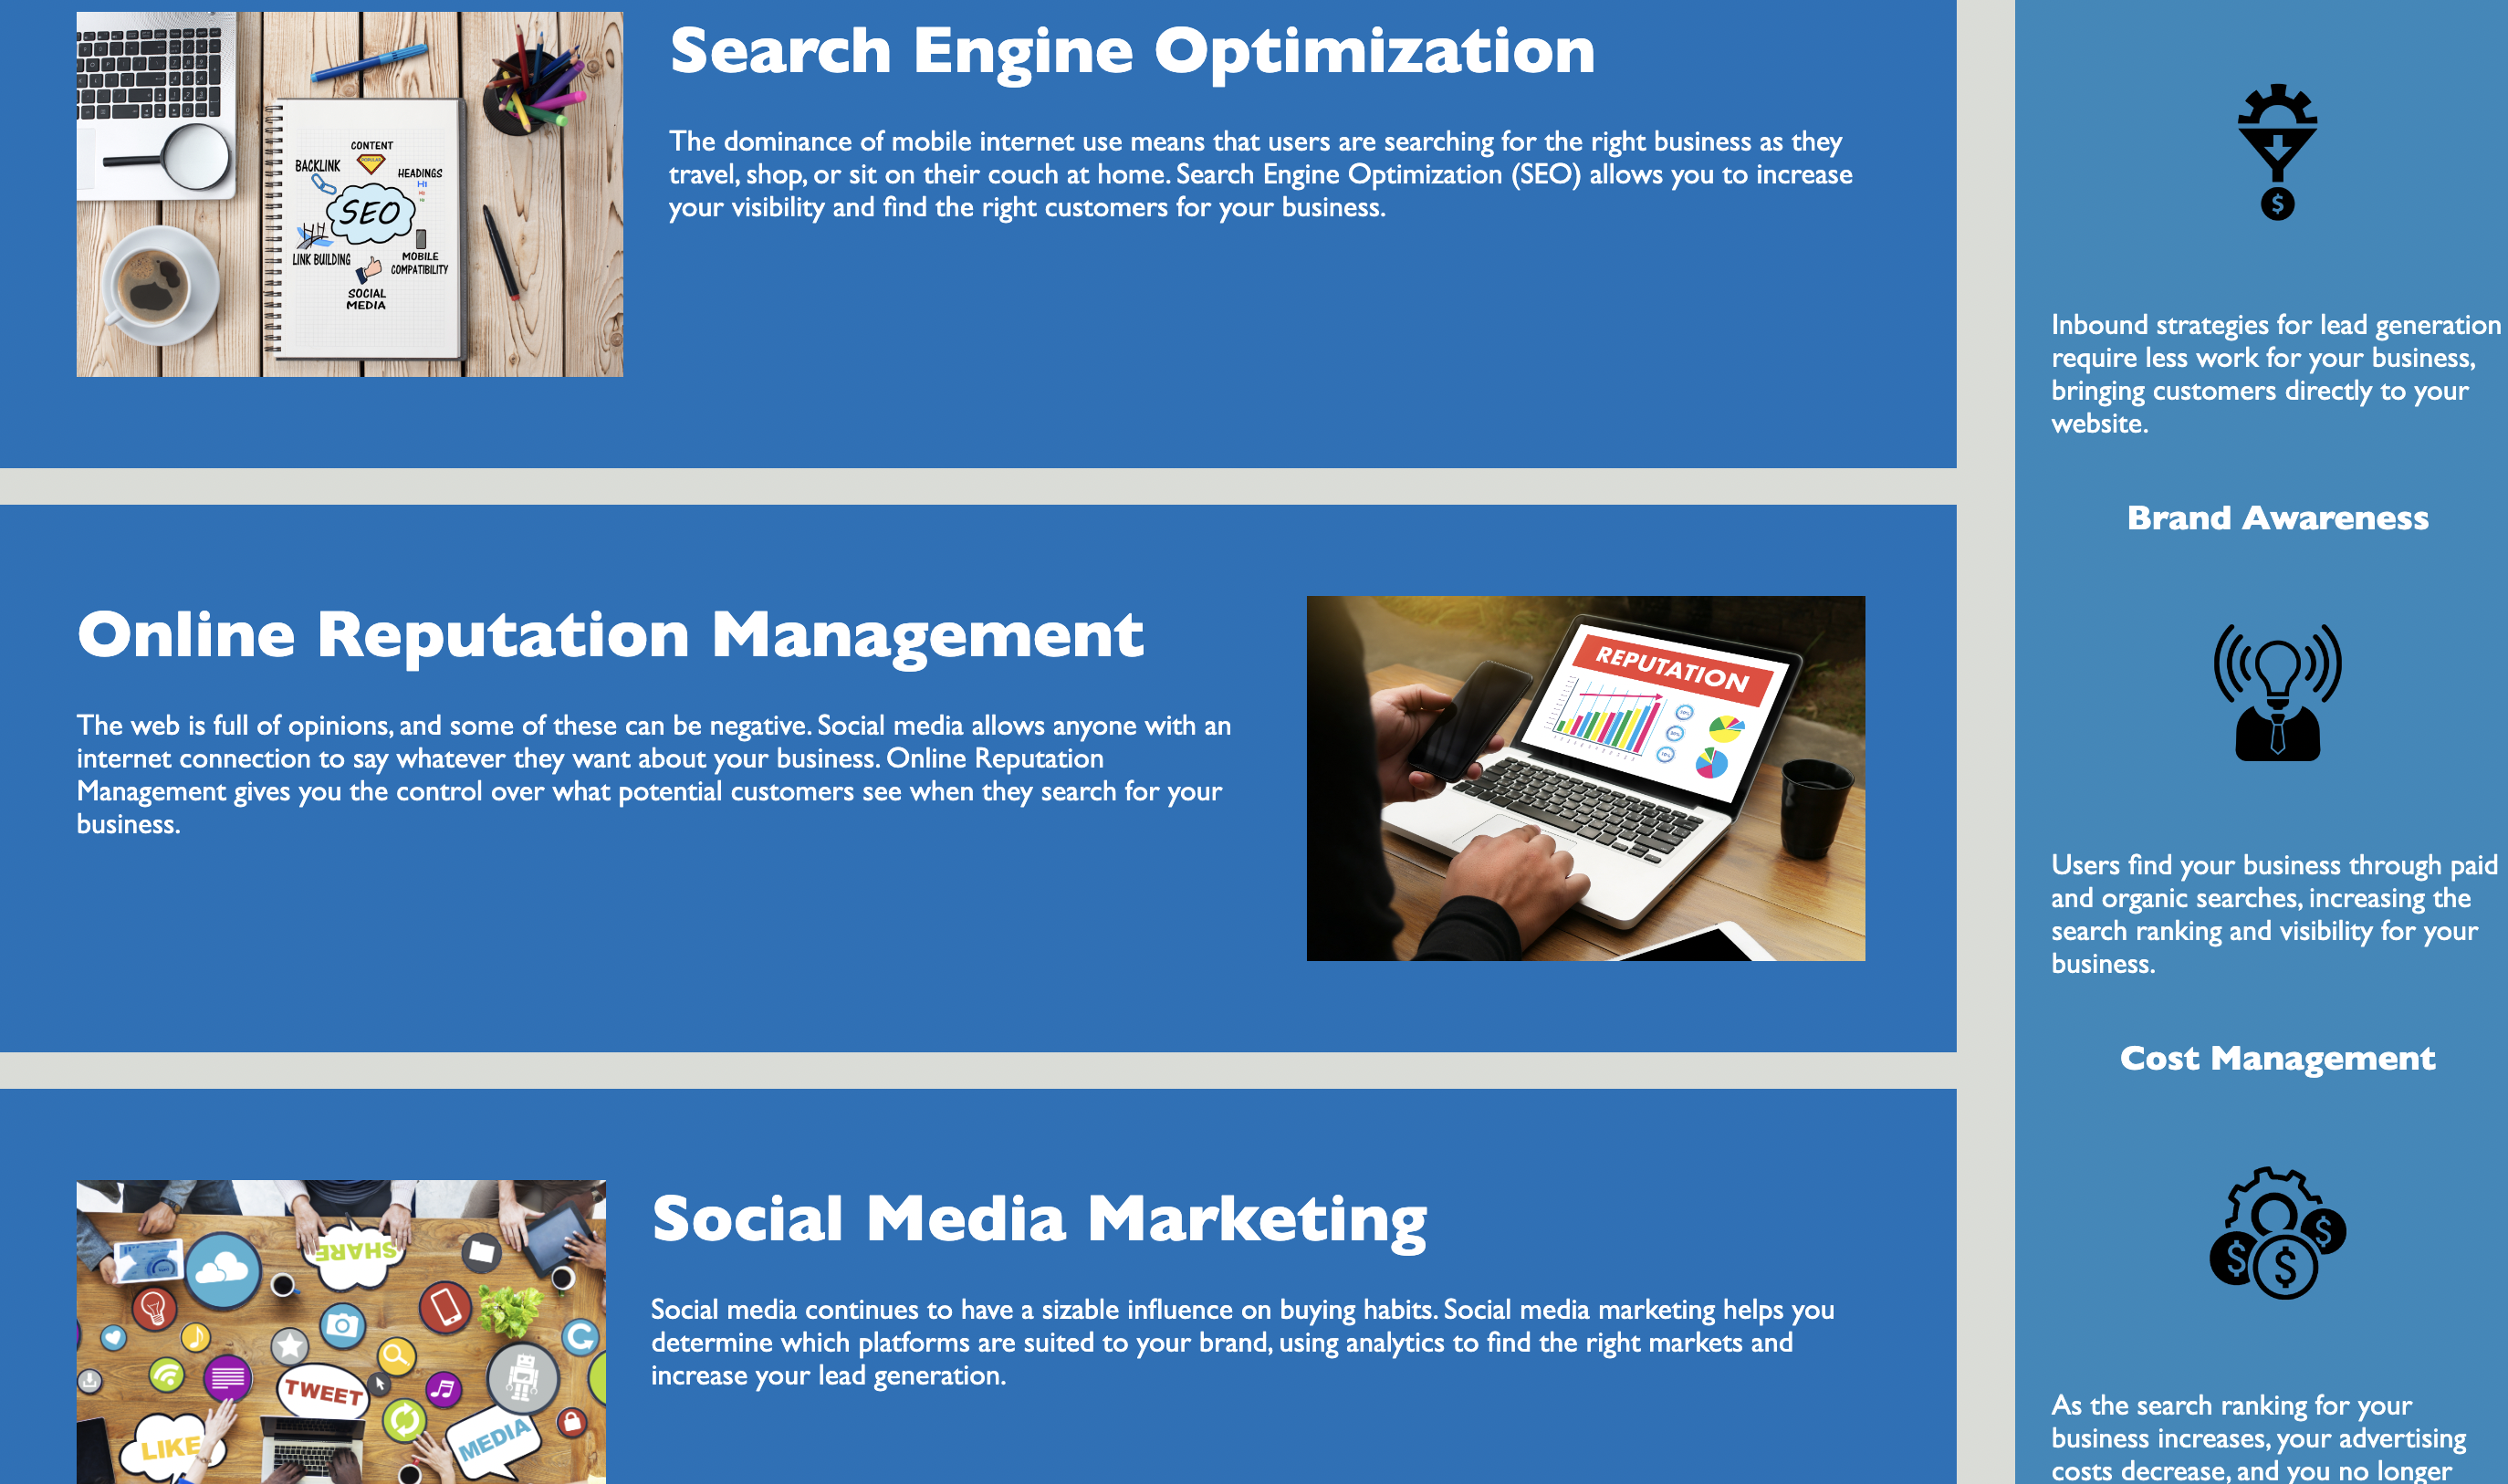 Search Engine Optimization
The dominance of mobile internet use means that users are searching for the right business as they
travel, shop, or sit on their couch at home. Search Engine Optimization (SEO) allows you to increase
your visibility and find the right customers for your business.
CONTENT
POPULAR
BACKLINK
HEADINGS
H1
H2
H3
SEO
LINK BUILDING
MOBILE
COMPATIBILITY
SOCIAL
MEDIA
Online Reputation Management
The web is full of opinions, and some of these can be negative. Social media allows anyone with an
internet connection to say whatever they want about your business. Online Reputation
Management gives you the control over what potential customers see when they search for your
business.
REPUTATION
Social Media Marketing
Social media continues to have a sizable influence on buying habits. Social media marketing helps you
determine which platforms are suited to your brand, using analytics to find the right markets and
increase your lead generation.
SHARE
TWEET
LIKE
MEDIA
$
Inbound strategies for lead generation
require less work for your business,
bringing customers directly to your
website.
Brand Awareness
Users find your business through paid
and organic searches, increasing the
search ranking and visibility for your
business.
Cost Management
$
$
$
As the search ranking for your
business increases, your advertising
costs decrease, and you no longer